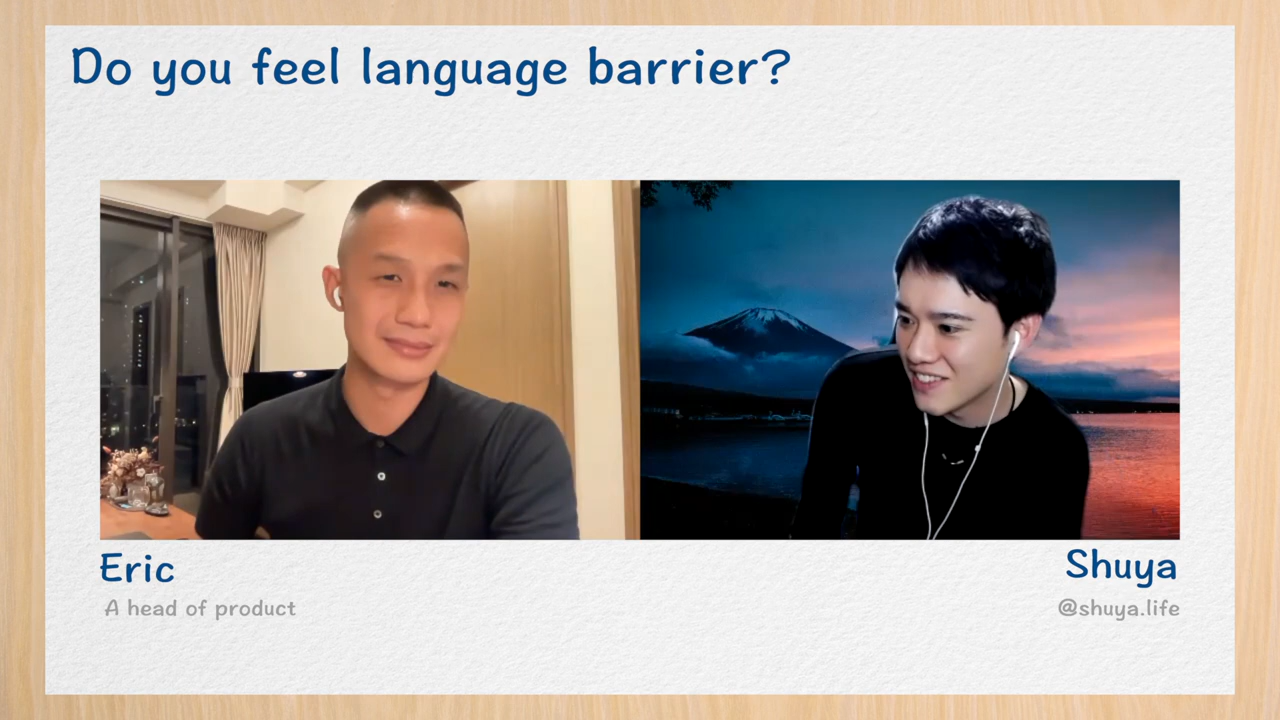 Do you feel language barrier?
Eric
Shuya
A head of product
@shuya.life